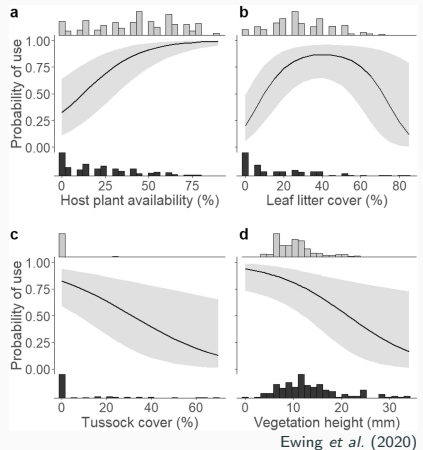 a
b
Probability of use
1.00
0.75
0.50
0.25
0.00
0 25 50 75
0 20 40 60 80
Host plant availability (%)
Leaf litter cover (%)
c
d
Probability of use
1.00
0.75
0.50
0.25
0.00
0 20 40 60
0 10 20 30
Tussock cover (%)
Vegetation height (mm)
Ewing et al. (2020)